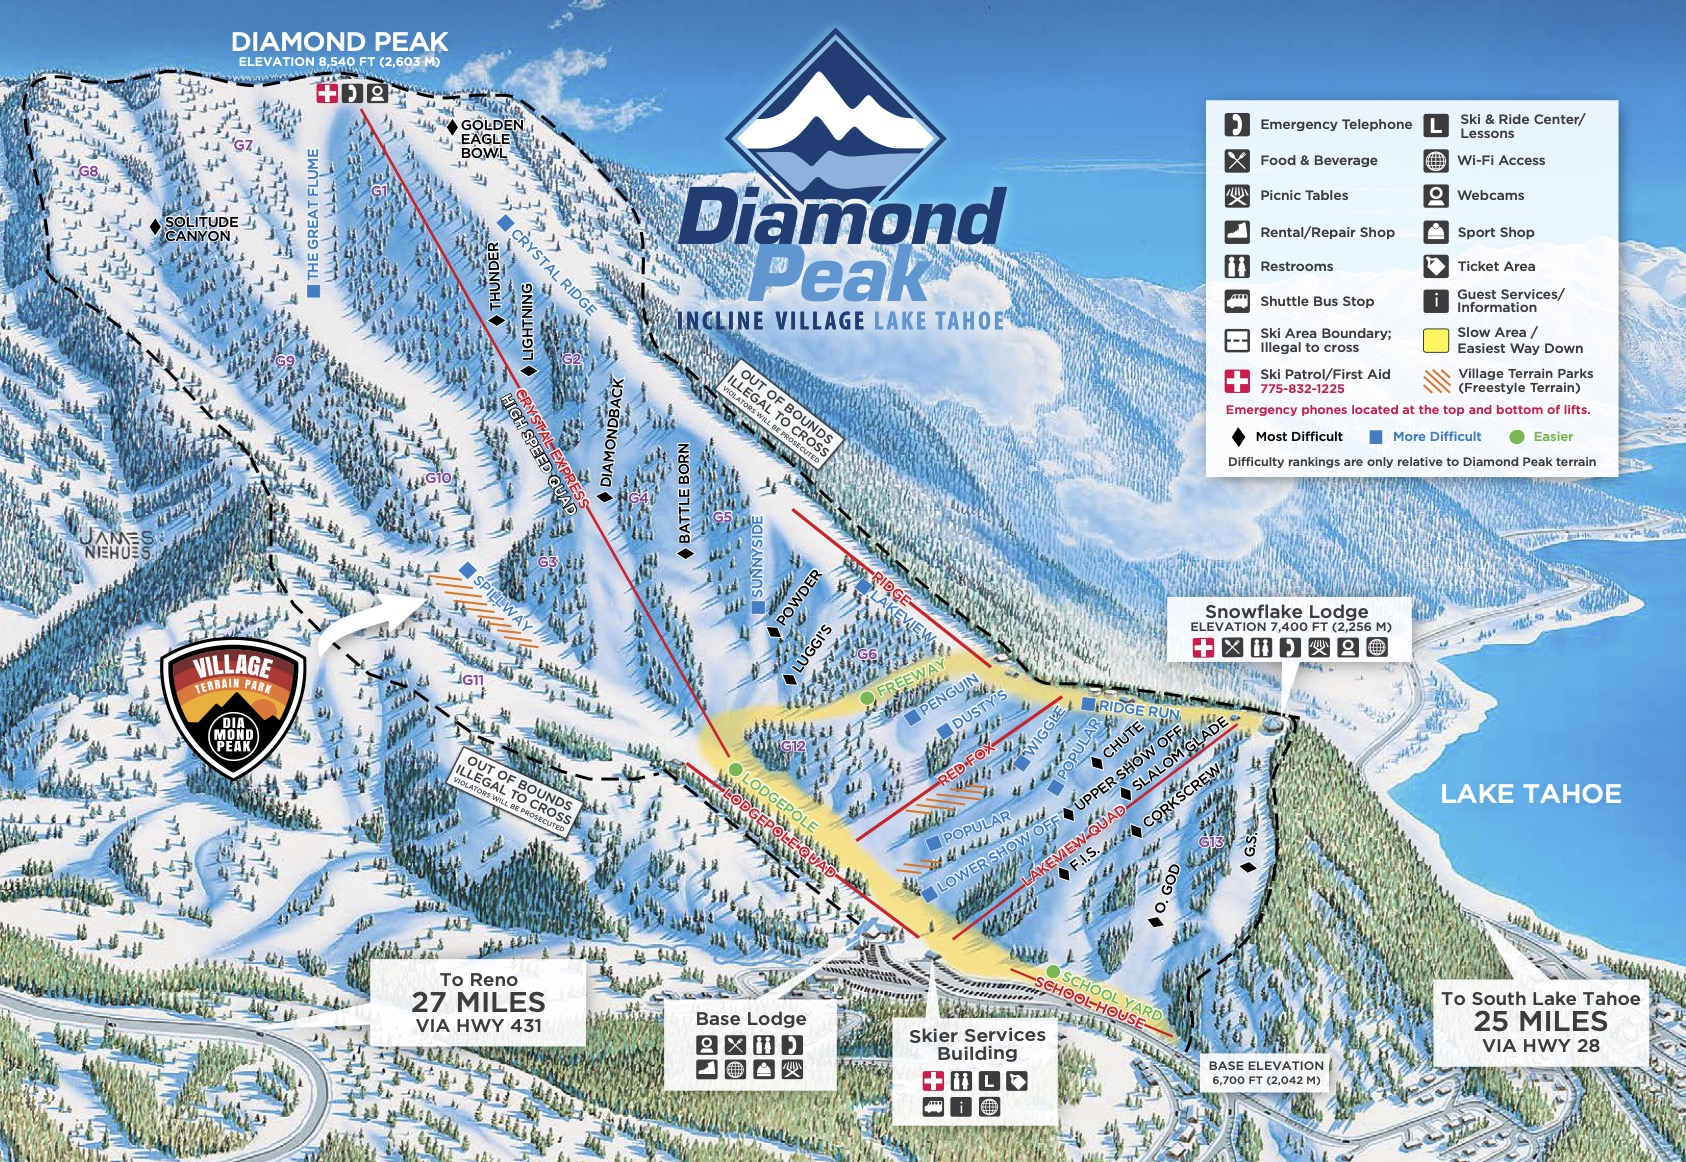 DIAMOND PEAK
ELEVATION 8,540 FT (2,603 M)
GOLDEN
EAGLE
BOWL
G7
G8
G1
THE GREAT FLUME
SOLITUDE
CANYON
CRYSTAL RIDGE
THUNDER
LIGHTNING
G2
G9
DIAMONDBACK
CRYSTAL EXPRESS
HIGH SPEED QUAD
G10
G4
BATTLE BORN
G5
SUNNYSIDE
G3
JAMES
NIEHUES
SPILLWAY
POWDER
LUGGI'S
RIDGE
LAKEVIEW
G6
G11
FREEWAY
PENGUIN
DUSTY'S
G12
RED FOX
WIGGLE
POPULAR
RIDGE RUN
CHUTE
UPPER SHOW OFF
SLALOM GLADE
CORKSCREW
LODGEPOLE
LODGEPOLE QUAD
POPULAR
LOWER SHOW OFF
LAKEVIEW QUAD
F.I.S.
G13
G.S.
O. GOD
SCHOOL YARD
SCHOOL HOUSE
Diamond
Peak
INCLINE VILLAGE LAKE TAHOE
OUT OF BOUNDS
ILLEGAL TO CROSS
VIOLATORS WILL BE PROSECUTED
Emergency Telephone
Food & Beverage
Picnic Tables
Rental/Repair Shop
Restrooms
Shuttle Bus Stop
Ski Area Boundary;
Illegal to cross
Ski Patrol/First Aid
775-832-1225
L
Ski & Ride Center/
Lessons
Wi-Fi Access
Webcams
Sport Shop
Ticket Area
i
Guest Services/
Information
Slow Area /
Easiest Way Down
Village Terrain Parks
(Freestyle Terrain)
Emergency phones located at the top and bottom of lifts.
Most Difficult
More Difficult
Easier
Difficulty rankings are only relative to Diamond Peak terrain
Snowflake Lodge
ELEVATION 7,400 FT (2,256 M)
VILLAGE
TERRAIN PARK
DIA
MOND
PEAK
OUT OF BOUNDS
ILLEGAL TO CROSS
VIOLATORS WILL BE PROSECUTED
LAKE TAHOE
To Reno
27 MILES
VIA HWY 431
Base Lodge
Skier Services
Building
L
i
BASE ELEVATION
6,700 FT (2,042 M)
To South Lake Tahoe
25 MILES
VIA HWY 28